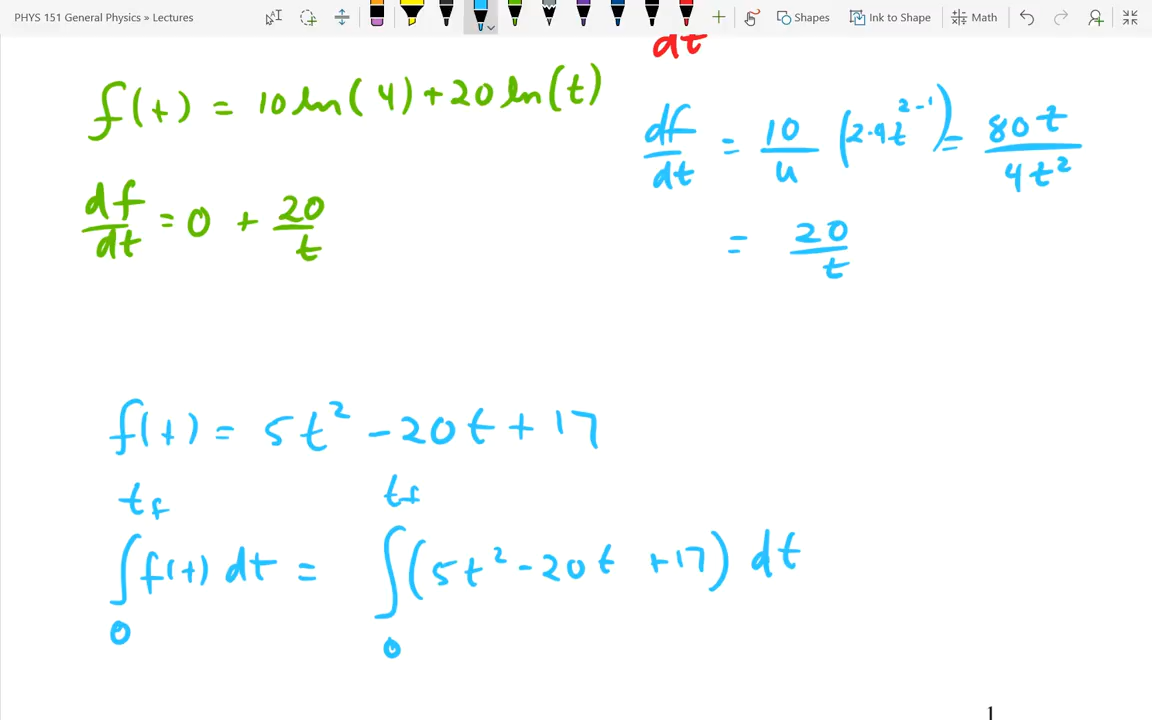 PHYS 151 General Physics » Lectures
Shapes
Ink to Shape
Math
dt
f(t) = 10 ln(4) + 20 ln(t)
df/dt = 10/u (2·4t^{2-1}) = 80t/4t²
df/dt = 0 + 20/t
= 20/t
f(t) = 5t² - 20t + 17
∫₀^{t_f} f(t) dt = ∫₀^{t_f} (5t² - 20t + 17) dt
1